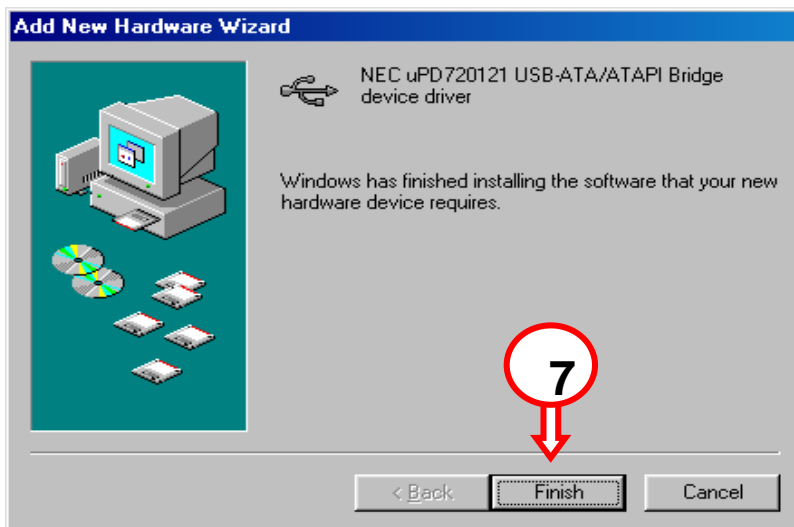 Add New Hardware Wizard
NEC uPD720121 USB-ATA/ATAPI Bridge
device driver
Windows has finished installing the software that your new
hardware device requires.
7
< Back
Finish
Cancel